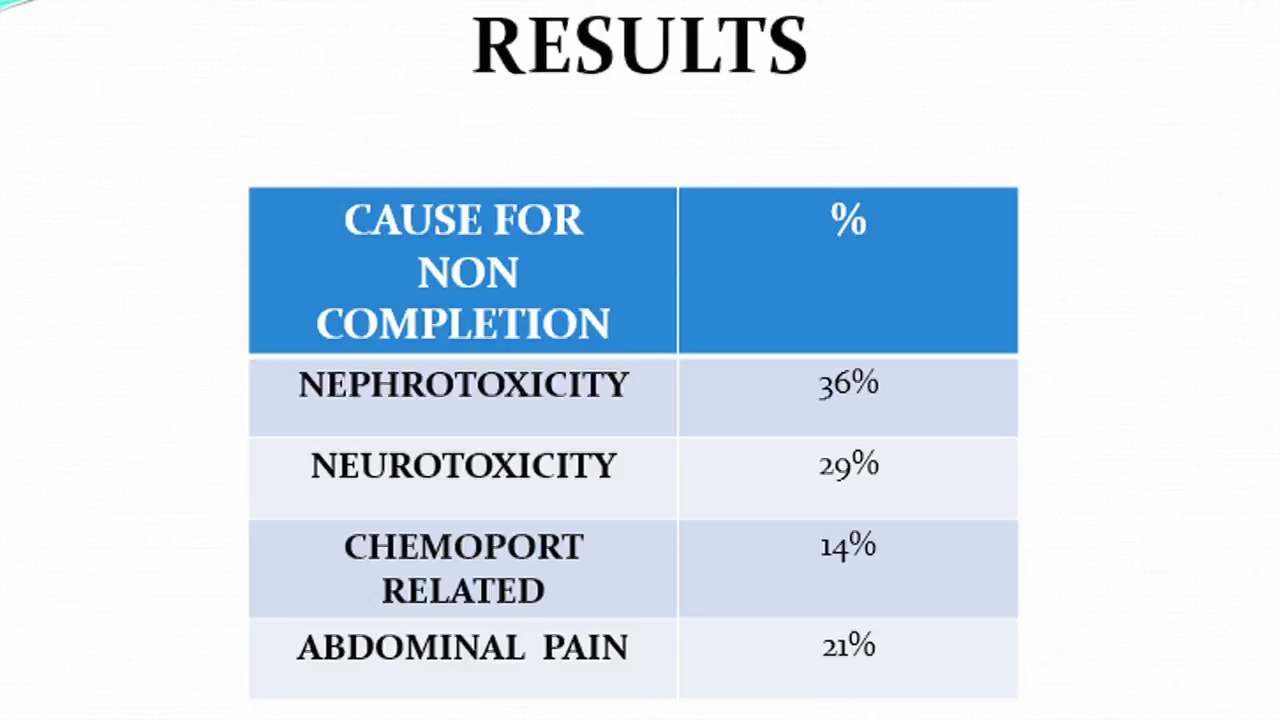 RESULTS
CAUSE FOR
NON
COMPLETION
%
NEPHROTOXICITY
36%
NEUROTOXICITY
29%
CHEMOPORT
RELATED
14%
ABDOMINAL PAIN
21%